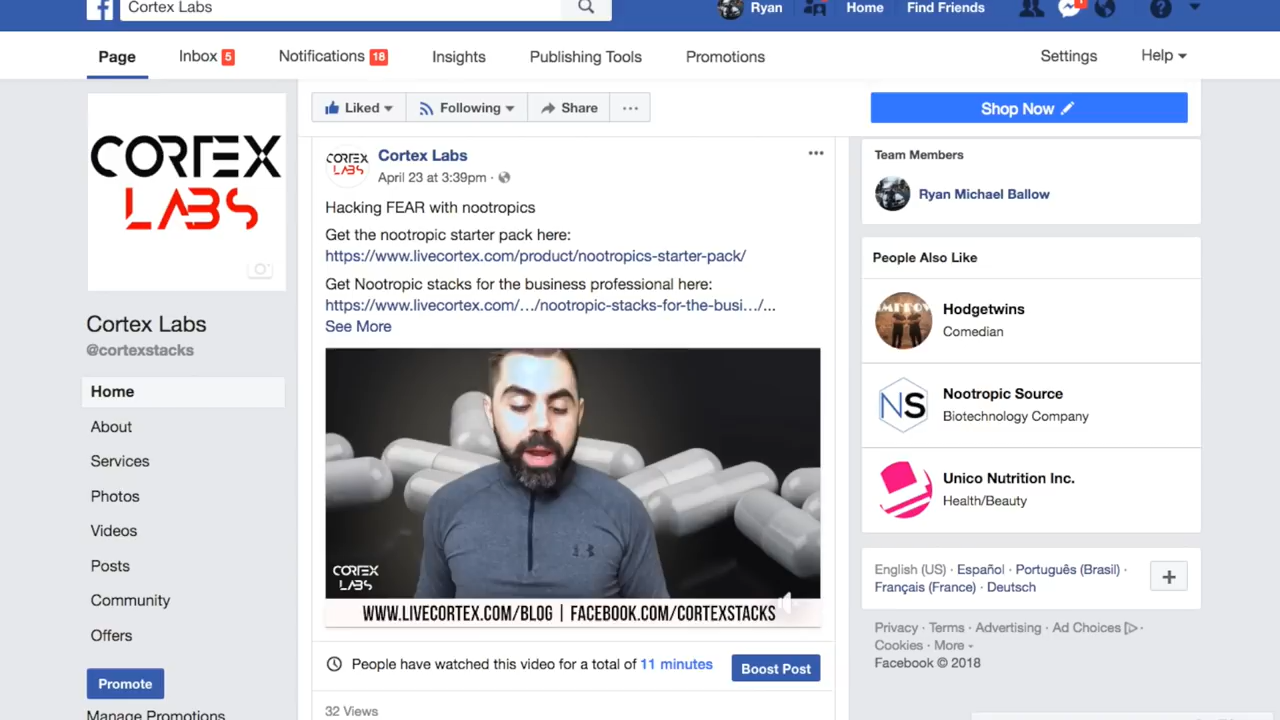 Cortex Labs
Ryan
Home
Find Friends
Page
Inbox 5
Notifications 18
Insights
Publishing Tools
Promotions
Settings
Help
CORTEX
LABS
Cortex Labs
@cortexstacks
Home
About
Services
Photos
Videos
Posts
Community
Offers
Promote
Manage Promotions
Liked
Following
Share
...
Shop Now
CORTEX
LABS
Cortex Labs
April 23 at 3:39pm ·
Hacking FEAR with nootropics
Get the nootropic starter pack here:
https://www.livecortex.com/product/nootropics-starter-pack/
Get Nootropic stacks for the business professional here:
https://www.livecortex.com/…/nootropic-stacks-for-the-busi…/...
See More
CORTEX
LABS
WWW.LIVECORTEX.COM/BLOG | FACEBOOK.COM/CORTEXSTACKS
People have watched this video for a total of 11 minutes
Boost Post
32 Views
Team Members
Ryan Michael Ballow
People Also Like
IMPROV
Hodgetwins
Comedian
NS
Nootropic Source
Biotechnology Company
Unico Nutrition Inc.
Health/Beauty
English (US) · Español · Português (Brasil) ·
Français (France) · Deutsch
Privacy · Terms · Advertising · Ad Choices ·
Cookies · More
Facebook © 2018